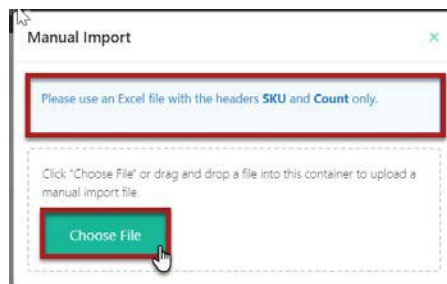 Manual Import
Please use an Excel file with the headers SKU and Count only.
Click "Choose File" or drag and drop a file into this container to upload a
manual import file.
Choose File